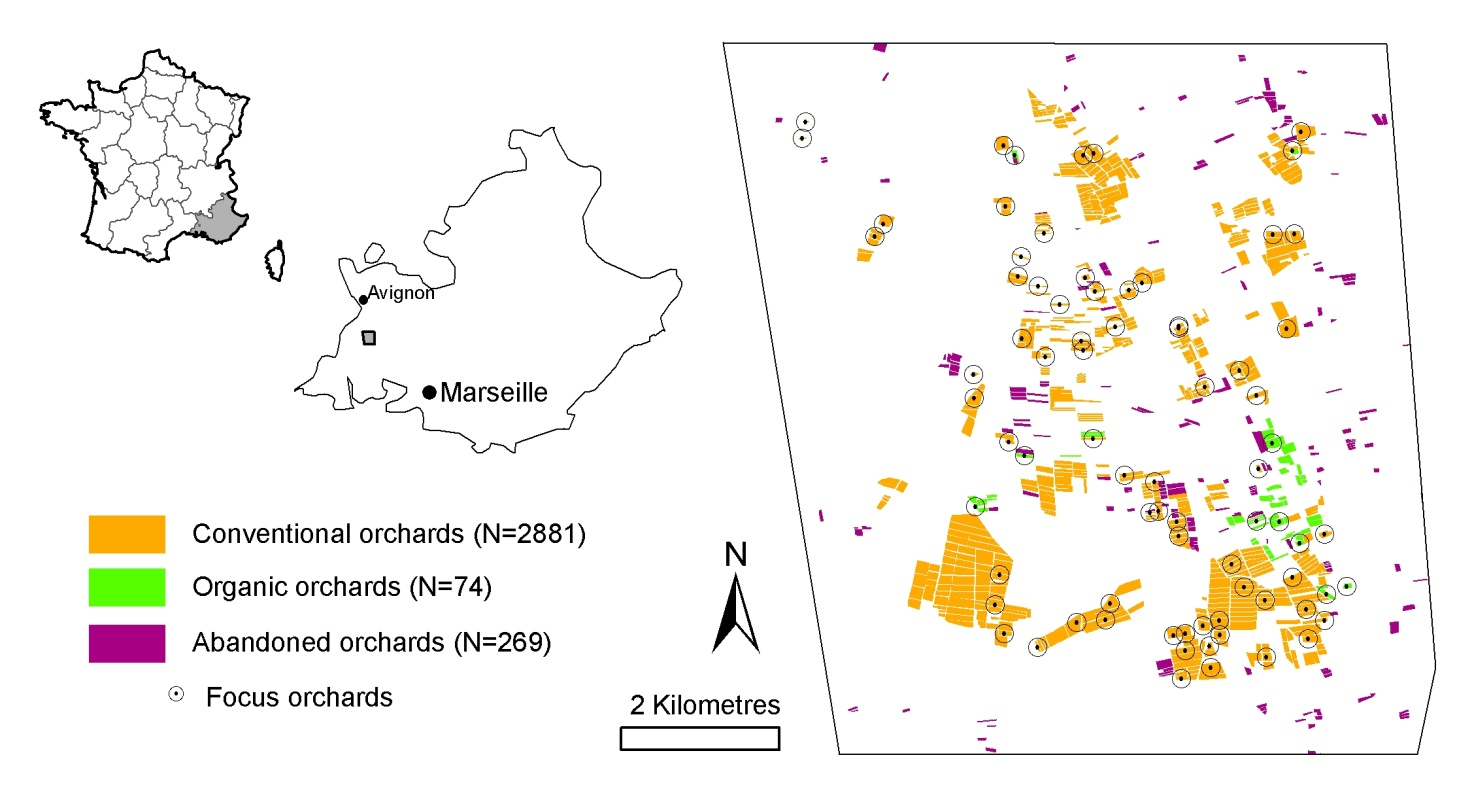 Avignon
Marseille
Conventional orchards (N=2881)
Organic orchards (N=74)
Abandoned orchards (N=269)
Focus orchards
N
2 Kilometres